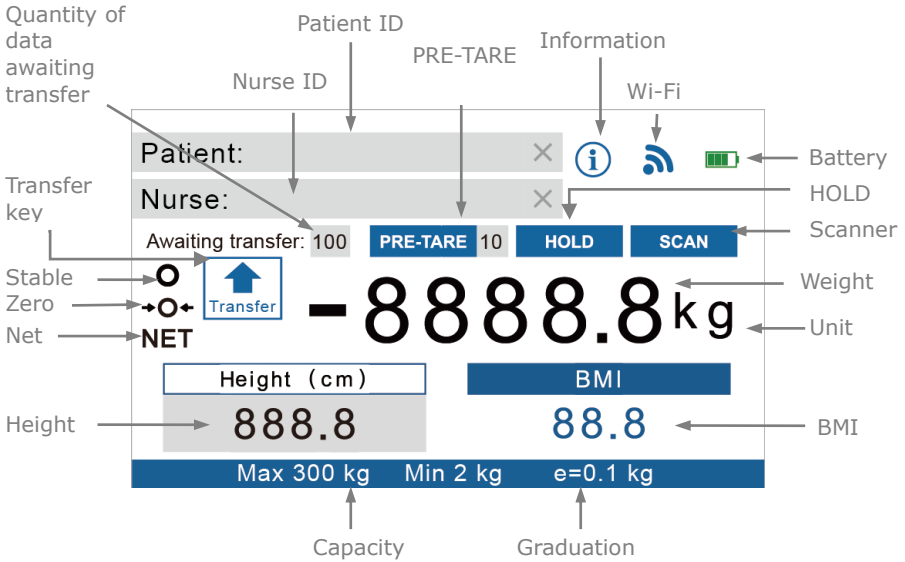 Quantity of
data
awaiting
transfer
Patient ID
Nurse ID
PRE-TARE
Information
Wi-Fi
Patient:
Battery
Transfer
key
Nurse:
HOLD
Awaiting transfer: 100
PRE-TARE 10
HOLD
SCAN
Scanner
Stable
Zero
Net
NET
Transfer
-8888.8 kg
Weight
Unit
Height (cm)
BMI
Height
888.8
88.8
BMI
Max 300 kg Min 2 kg e=0.1 kg
Capacity
Graduation